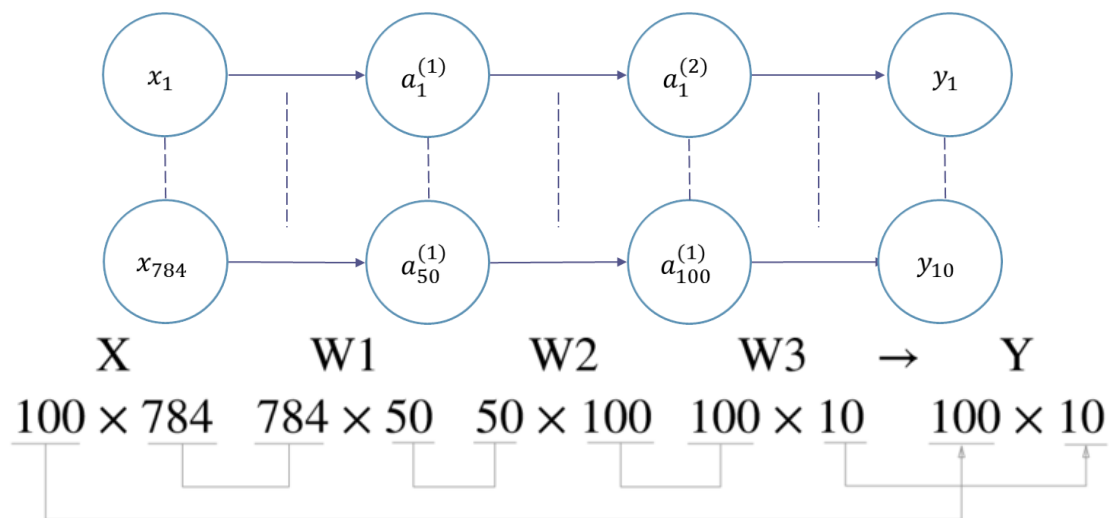 x₁ a₁⁽¹⁾ a₁⁽²⁾ y₁
x₇₈₄ a₅₀⁽¹⁾ a₁₀₀⁽¹⁾ y₁₀
X W1 W2 W3 → Y
100 × 784 784 × 50 50 × 100 100 × 10 100 × 10